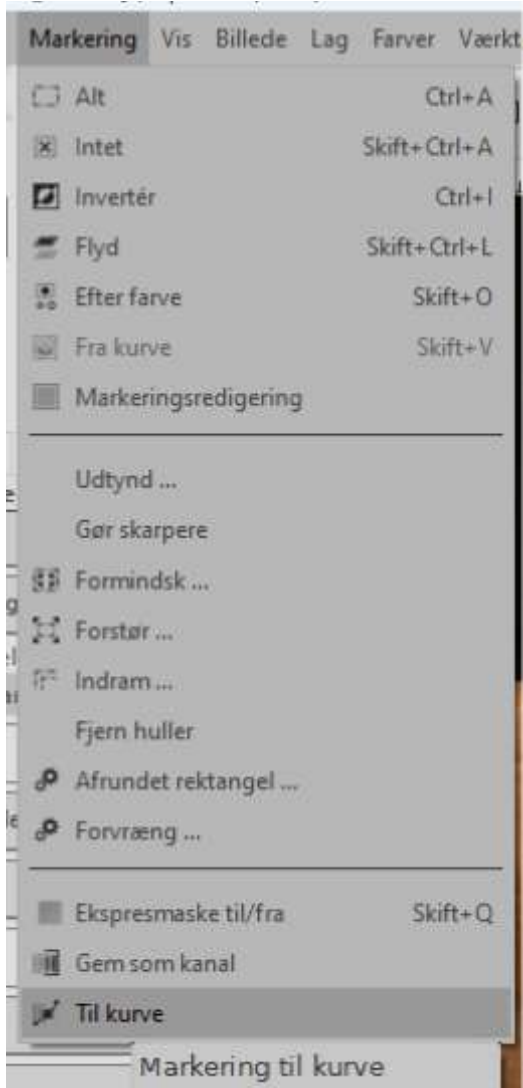 Markering Vis Billede Lag Farver Værkt
Alt Ctrl+A
Intet Skift+Ctrl+A
Invertér Ctrl+I
Flyd Skift+Ctrl+L
Efter farve Skift+O
Fra kurve Skift+V
Markeringsredigering
Udtynd ...
Gør skarpere
Formindsk ...
Forstør ...
Indram ...
Fjern huller
Afrundet rektangel ...
Forvræng ...
Ekspresmaske til/fra Skift+Q
Gem som kanal
Til kurve
Markering til kurve